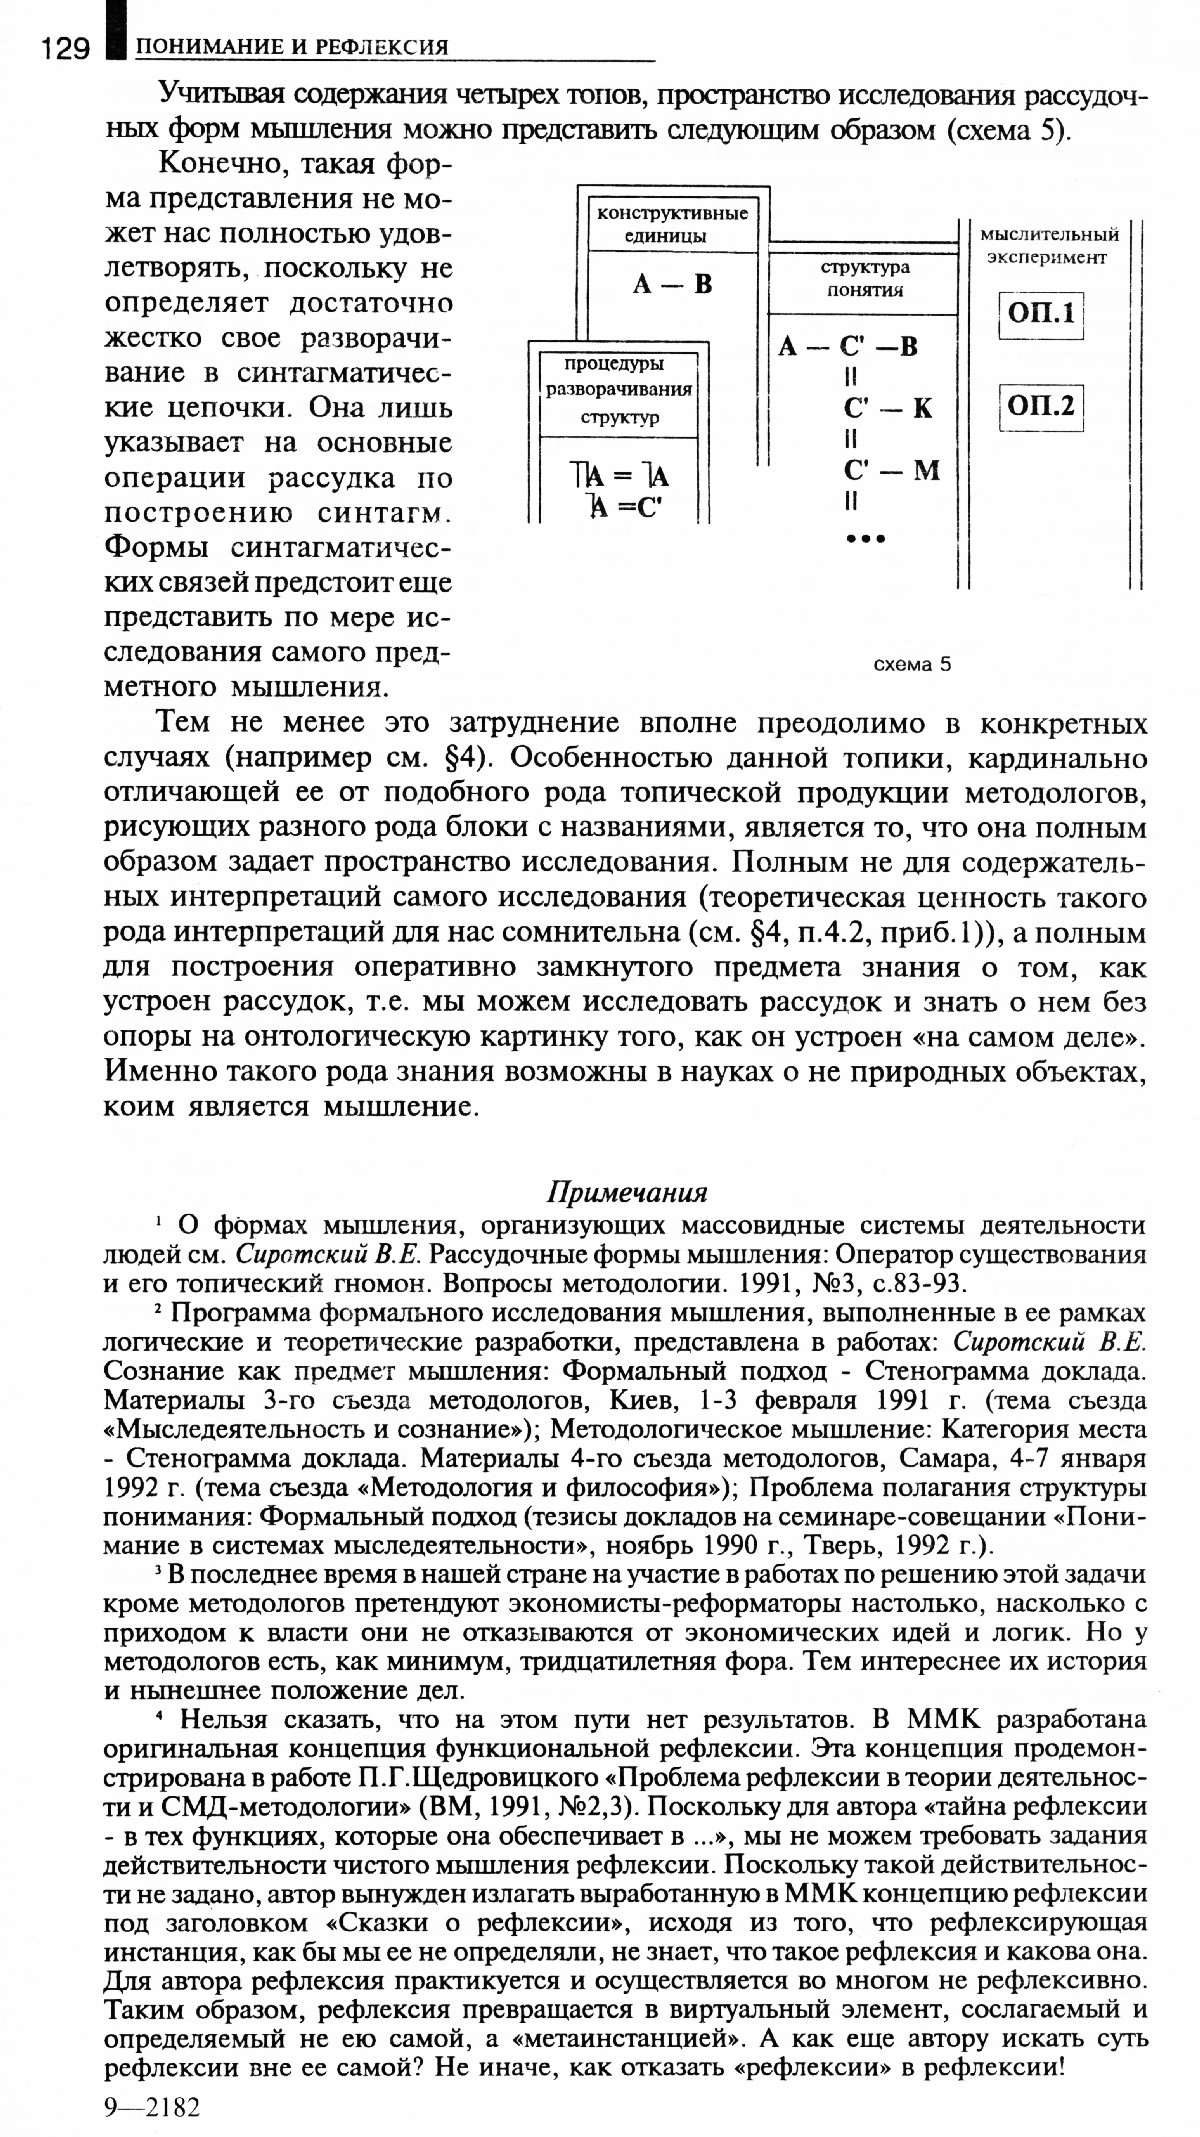 129 ПОНИМАНИЕ И РЕФЛЕКСИЯ
Учитывая содержания четырех топов, пространство исследования рассудоч-
ных форм мышления можно представить следующим образом (схема 5).
Конечно, такая фор-
ма представления не мо-
жет нас полностью удов-
летворять, поскольку не
определяет достаточно
жестко свое разворачи-
вание в синтагматичес-
кие цепочки. Она лишь
указывает на основные
операции рассудка по
построению синтагм.
Формы синтагматичес-
ких связей предстоит еще
представить по мере ис-
следования самого пред-
метного мышления.
конструктивные
единицы
А — В
процедуры
разворачивания
структур
=
=С'
структура
понятия
А — С' —В
||
С' — К
||
С' — М
||
•••
мыслительный
эксперимент
ОП.1
ОП.2
схема 5
Тем не менее это затруднение вполне преодолимо в конкретных
случаях (например см. §4). Особенностью данной топики, кардинально
отличающей ее от подобного рода топической продукции методологов,
рисующих разного рода блоки с названиями, является то, что она полным
образом задает пространство исследования. Полным не для содержатель-
ных интерпретаций самого исследования (теоретическая ценность такого
рода интерпретаций для нас сомнительна (см. §4, п.4.2, приб.1)), а полным
для построения оперативно замкнутого предмета знания о том, как
устроен рассудок, т.е. мы можем исследовать рассудок и знать о нем без
опоры на онтологическую картинку того, как он устроен «на самом деле».
Именно такого рода знания возможны в науках о не природных объектах,
коим является мышление.
Примечания
¹ О формах мышления, организующих массовидные системы деятельности
людей см. Сиротский В.Е. Рассудочные формы мышления: Оператор существования
и его топический гномон. Вопросы методологии. 1991, №3, с.83-93.
² Программа формального исследования мышления, выполненные в ее рамках
логические и теоретические разработки, представлена в работах: Сиротский В.Е.
Сознание как предмет мышления: Формальный подход - Стенограмма доклада.
Материалы 3-го съезда методологов, Киев, 1-3 февраля 1991 г. (тема съезда
«Мыследеятельность и сознание»); Методологическое мышление: Категория места
- Стенограмма доклада. Материалы 4-го съезда методологов, Самара, 4-7 января
1992 г. (тема съезда «Методология и философия»); Проблема полагания структуры
понимания: Формальный подход (тезисы докладов на семинаре-совещании «Пони-
мание в системах мыследеятельности», ноябрь 1990 г., Тверь, 1992 г.).
³ В последнее время в нашей стране на участие в работах по решению этой задачи
кроме методологов претендуют экономисты-реформаторы настолько, насколько с
приходом к власти они не отказываются от экономических идей и логик. Но у
методологов есть, как минимум, тридцатилетняя фора. Тем интереснее их история
и нынешнее положение дел.
⁴ Нельзя сказать, что на этом пути нет результатов. В ММК разработана
оригинальная концепция функциональной рефлексии. Эта концепция продемон-
стрирована в работе П.Г.Щедровицкого «Проблема рефлексии в теории деятельнос-
ти и СМД-методологии» (ВМ, 1991, №2,3). Поскольку для автора «тайна рефлексии
- в тех функциях, которые она обеспечивает в ...», мы не можем требовать задания
действительности чистого мышления рефлексии. Поскольку такой действительнос-
ти не задано, автор вынужден излагать выработанную в ММК концепцию рефлексии
под заголовком «Сказки о рефлексии», исходя из того, что рефлексирующая
инстанция, как бы мы ее не определяли, не знает, что такое рефлексия и какова она.
Для автора рефлексия практикуется и осуществляется во многом не рефлексивно.
Таким образом, рефлексия превращается в виртуальный элемент, сослагаемый и
определяемый не ею самой, а «метаинстанцией». А как еще автору искать суть
рефлексии вне ее самой? Не иначе, как отказать «рефлексии» в рефлексии!
9—2182